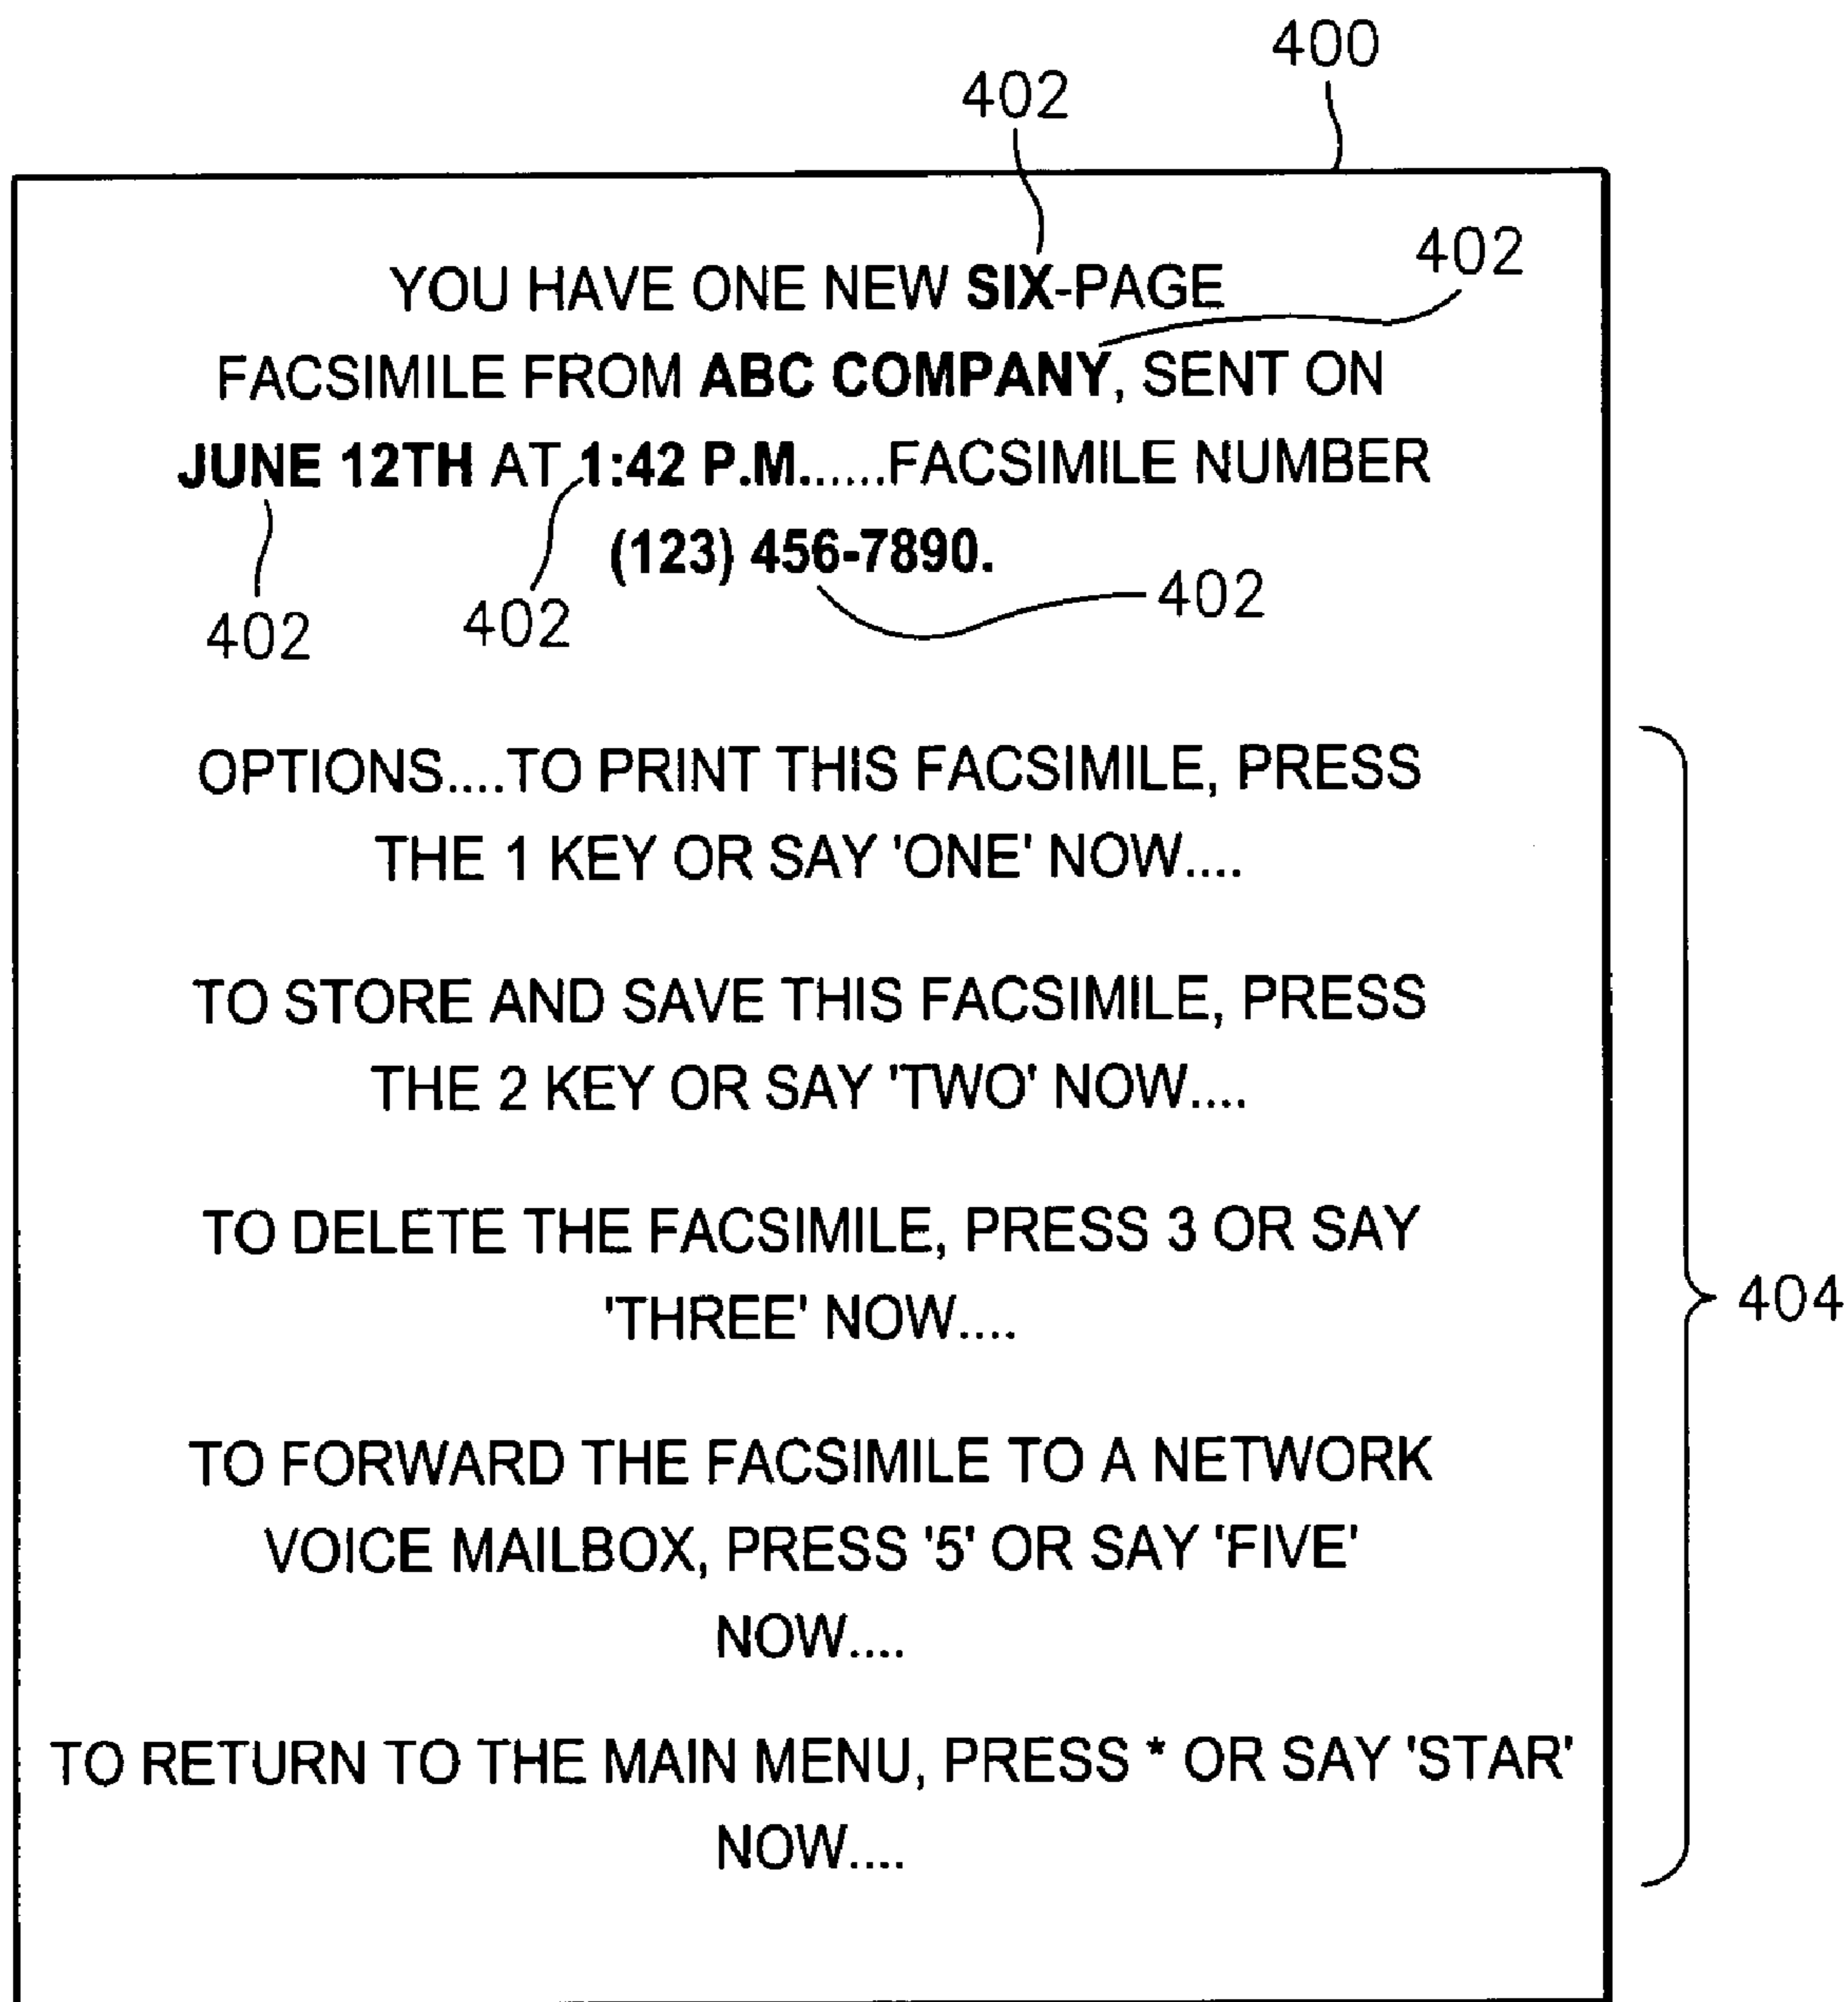 400
402
YOU HAVE ONE NEW SIX-PAGE
402
FACSIMILE FROM ABC COMPANY, SENT ON
JUNE 12TH AT 1:42 P.M......FACSIMILE NUMBER
(123) 456-7890.
402
402
402
OPTIONS....TO PRINT THIS FACSIMILE, PRESS
THE 1 KEY OR SAY 'ONE' NOW....
TO STORE AND SAVE THIS FACSIMILE, PRESS
THE 2 KEY OR SAY 'TWO' NOW....
TO DELETE THE FACSIMILE, PRESS 3 OR SAY
'THREE' NOW....
404
TO FORWARD THE FACSIMILE TO A NETWORK
VOICE MAILBOX, PRESS '5' OR SAY 'FIVE'
NOW....
TO RETURN TO THE MAIN MENU, PRESS * OR SAY 'STAR'
NOW....